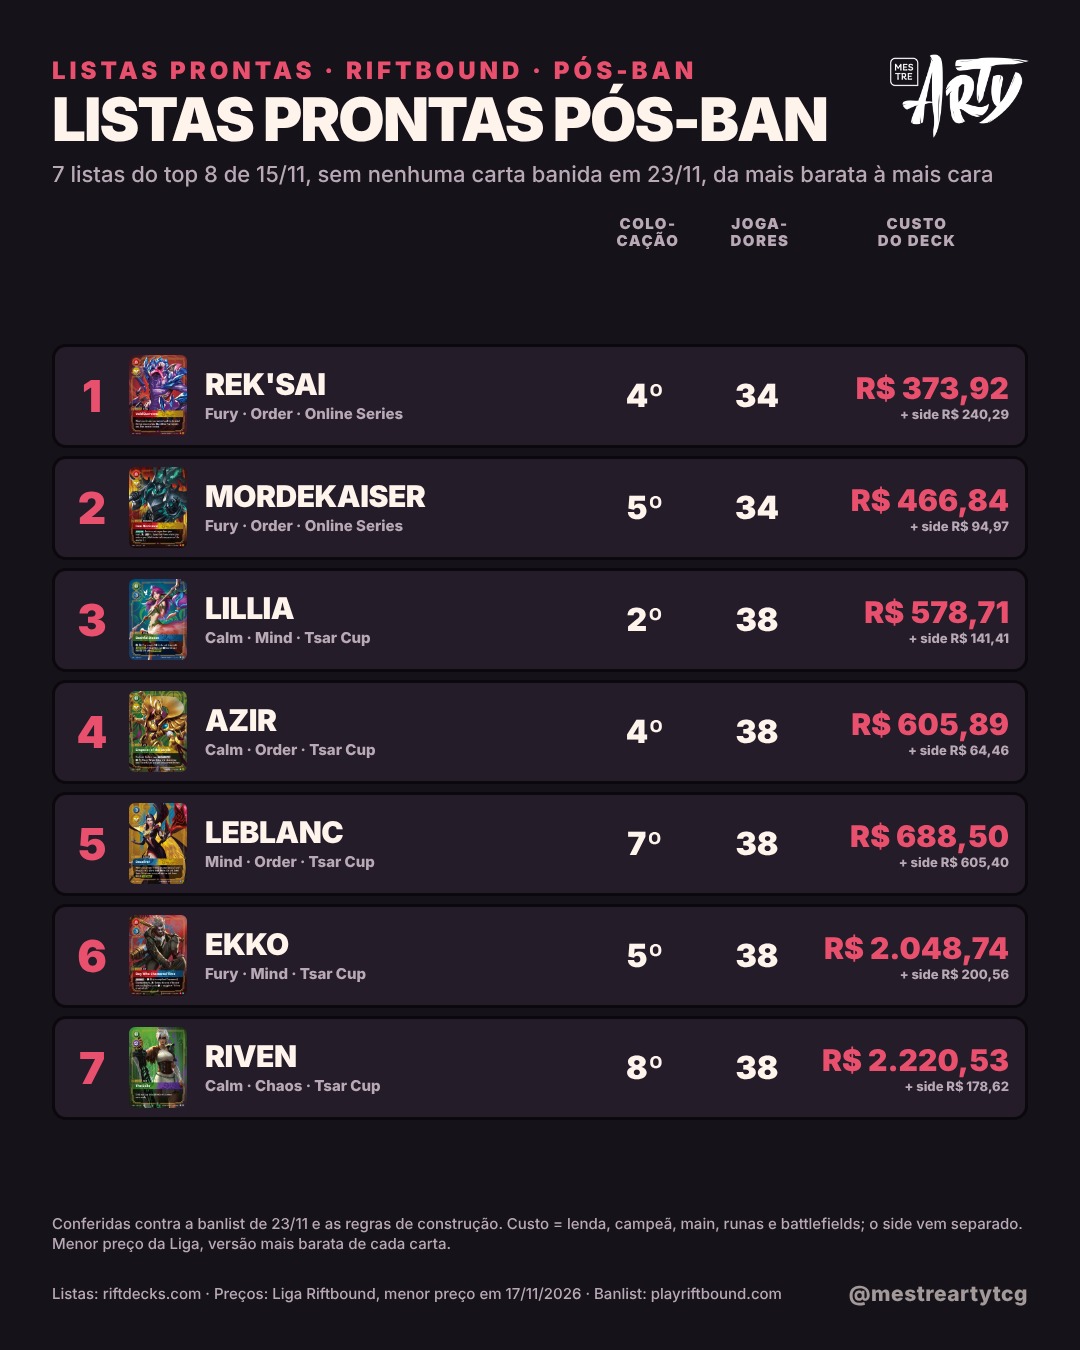 LISTAS PRONTAS · RIFTBOUND · PÓS-BAN
MES
TRE
ARTY
LISTAS PRONTAS PÓS-BAN
7 listas do top 8 de 15/11, sem nenhuma carta banida em 23/11, da mais barata à mais cara
COLO-
CAÇÃO
JOGA-
DORES
CUSTO
DO DECK
1
REK'SAI
Fury · Order · Online Series
4º
34
R$ 373,92
+ side R$ 240,29
2
MORDEKAISER
Fury · Order · Online Series
5º
34
R$ 466,84
+ side R$ 94,97
3
LILLIA
Calm · Mind · Tsar Cup
2º
38
R$ 578,71
+ side R$ 141,41
4
AZIR
Calm · Order · Tsar Cup
4º
38
R$ 605,89
+ side R$ 64,46
5
LEBLANC
Mind · Order · Tsar Cup
7º
38
R$ 688,50
+ side R$ 605,40
6
EKKO
Fury · Mind · Tsar Cup
5º
38
R$ 2.048,74
+ side R$ 200,56
7
RIVEN
Calm · Chaos · Tsar Cup
8º
38
R$ 2.220,53
+ side R$ 178,62
Conferidas contra a banlist de 23/11 e as regras de construção. Custo = lenda, campeã, main, runas e battlefields; o side vem separado.
Menor preço da Liga, versão mais barata de cada carta.
Listas: riftdecks.com · Preços: Liga Riftbound, menor preço em 17/11/2026 · Banlist: playriftbound.com
@mestreartytcg